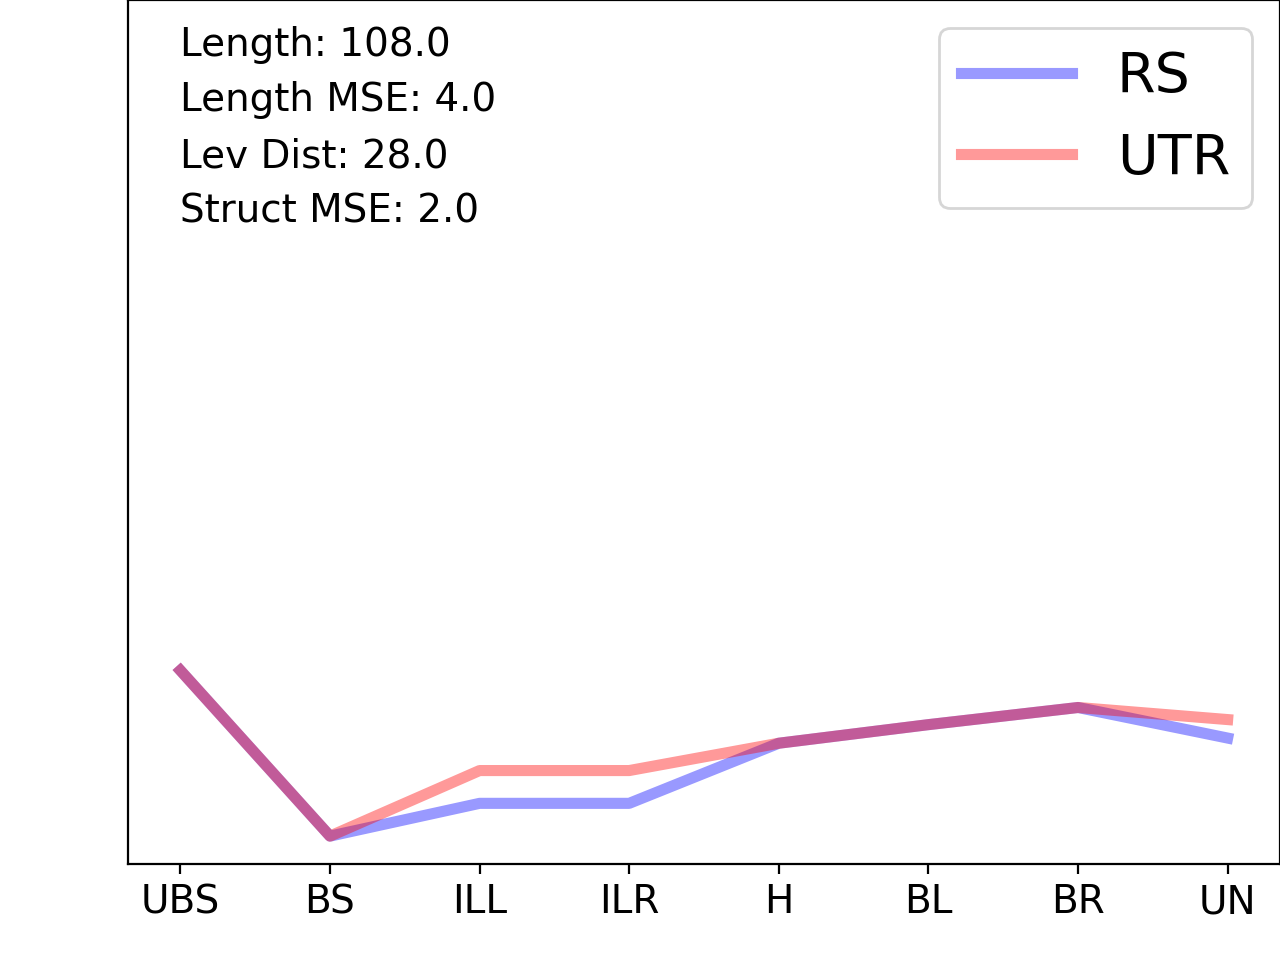 Length: 108.0
Length MSE: 4.0
Lev Dist: 28.0
Struct MSE: 2.0
RS
UTR
UBS BS ILL ILR H BL BR UN